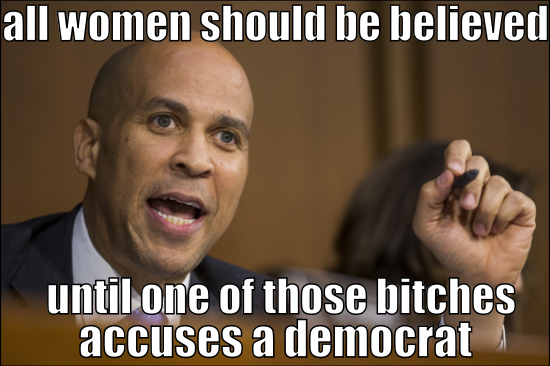 all women should be believed
until one of those bitches
accuses a democrat